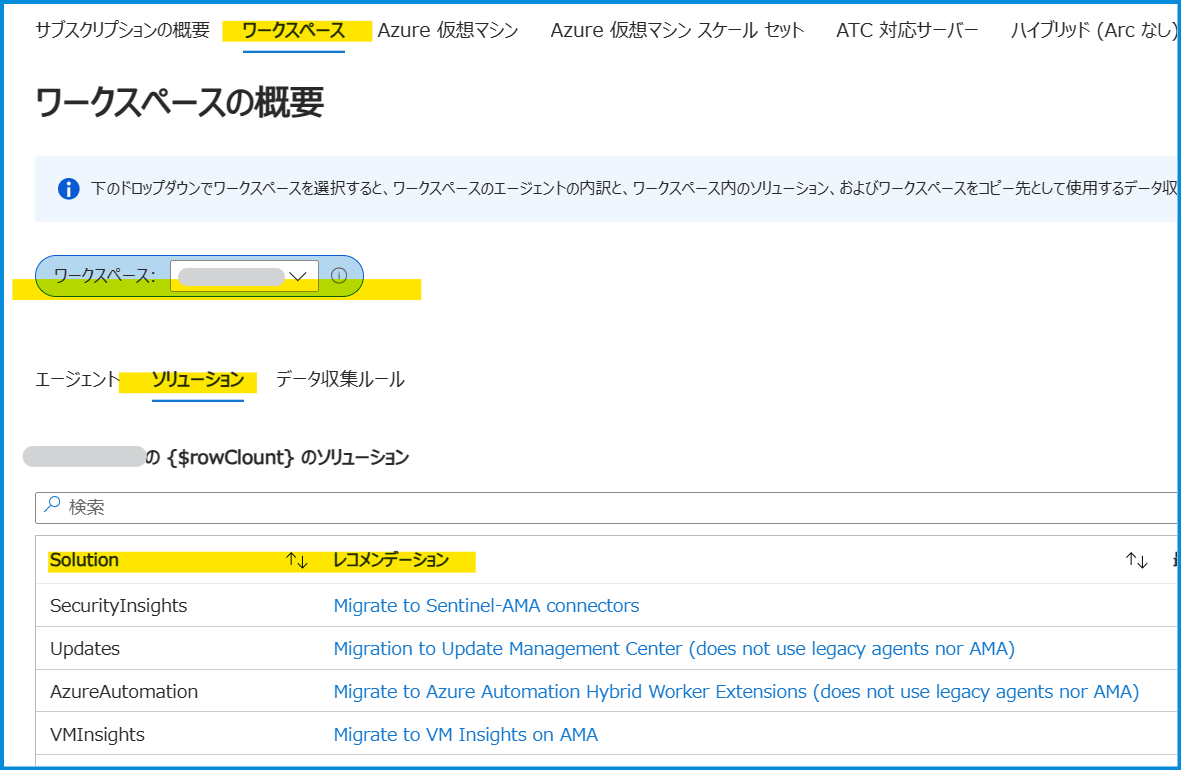 サブスクリプションの概要 ワークスペース Azure 仮想マシン Azure 仮想マシン スケール セット ATC 対応サーバー ハイブリッド (Arc なし)
ワークスペースの概要
下のドロップダウンでワークスペースを選択すると、ワークスペースのエージェントの内訳と、ワークスペース内のソリューション、およびワークスペースをコピー先として使用するデータ収
ワークスペース:
エージェント ソリューション データ収集ルール
の {$rowClount} のソリューション
検索
Solution ↑↓ レコメンデーション ↑↓
SecurityInsights Migrate to Sentinel-AMA connectors
Updates Migration to Update Management Center (does not use legacy agents nor AMA)
AzureAutomation Migrate to Azure Automation Hybrid Worker Extensions (does not use legacy agents nor AMA)
VMInsights Migrate to VM Insights on AMA